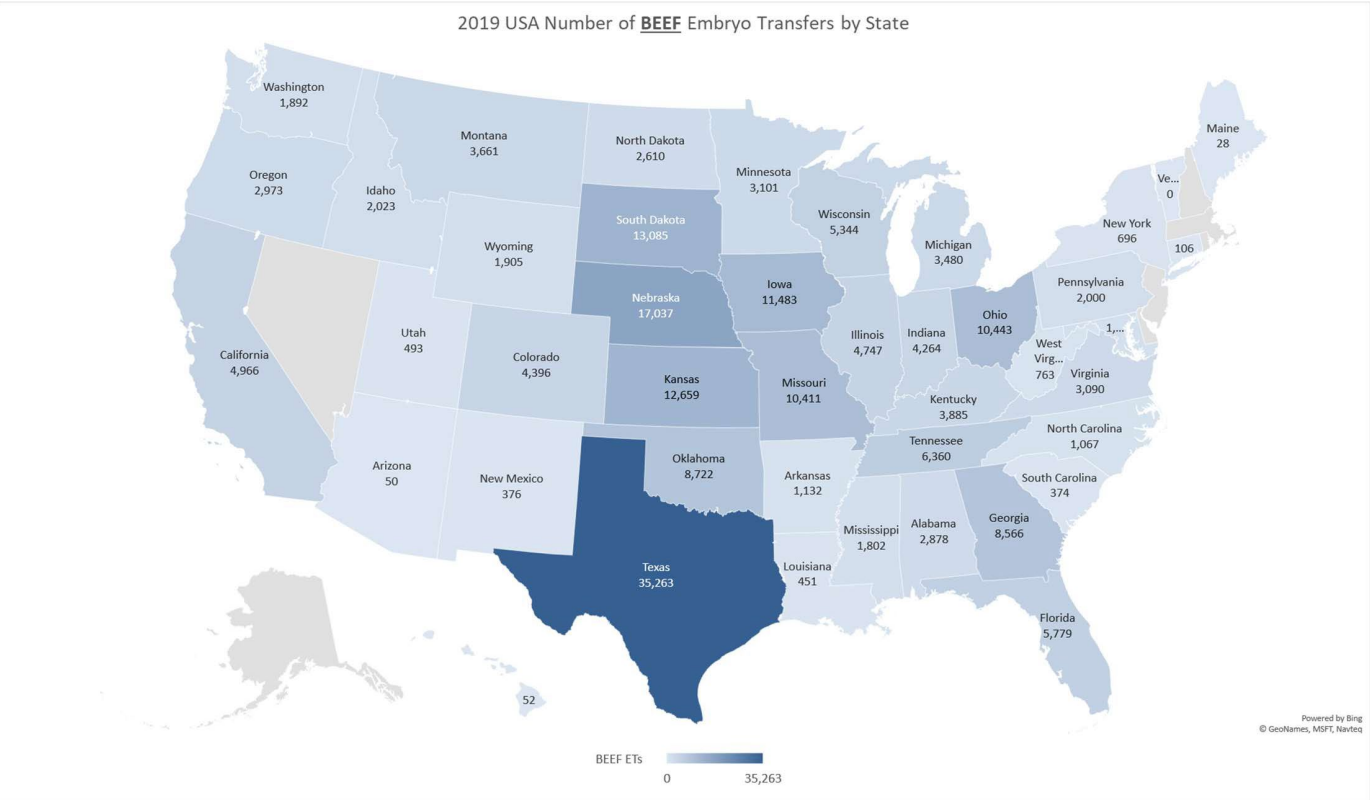 2019 USA Number of BEEF Embryo Transfers by State
Washington
1,892
Montana
3,661
North Dakota
2,610
Minnesota
3,101
Maine
28
Oregon
2,973
Idaho
2,023
Ve...
0
South Dakota
13,085
Wisconsin
5,344
New York
696
Wyoming
1,905
Michigan
3,480
106
Nebraska
17,037
Iowa
11,483
Pennsylvania
2,000
Ohio
10,443
Utah
493
Illinois
4,747
Indiana
4,264
1,...
California
4,966
Colorado
4,396
West
Virg...
763
Virginia
3,090
Kansas
12,659
Missouri
10,411
Kentucky
3,885
North Carolina
1,067
Tennessee
6,360
Arizona
50
New Mexico
376
Oklahoma
8,722
Arkansas
1,132
South Carolina
374
Mississippi
1,802
Alabama
2,878
Georgia
8,566
Texas
35,263
Louisiana
451
Florida
5,779
52
Powered by Bing
© GeoNames, MSFT, Navteq
BEEF ETs
0
35,263